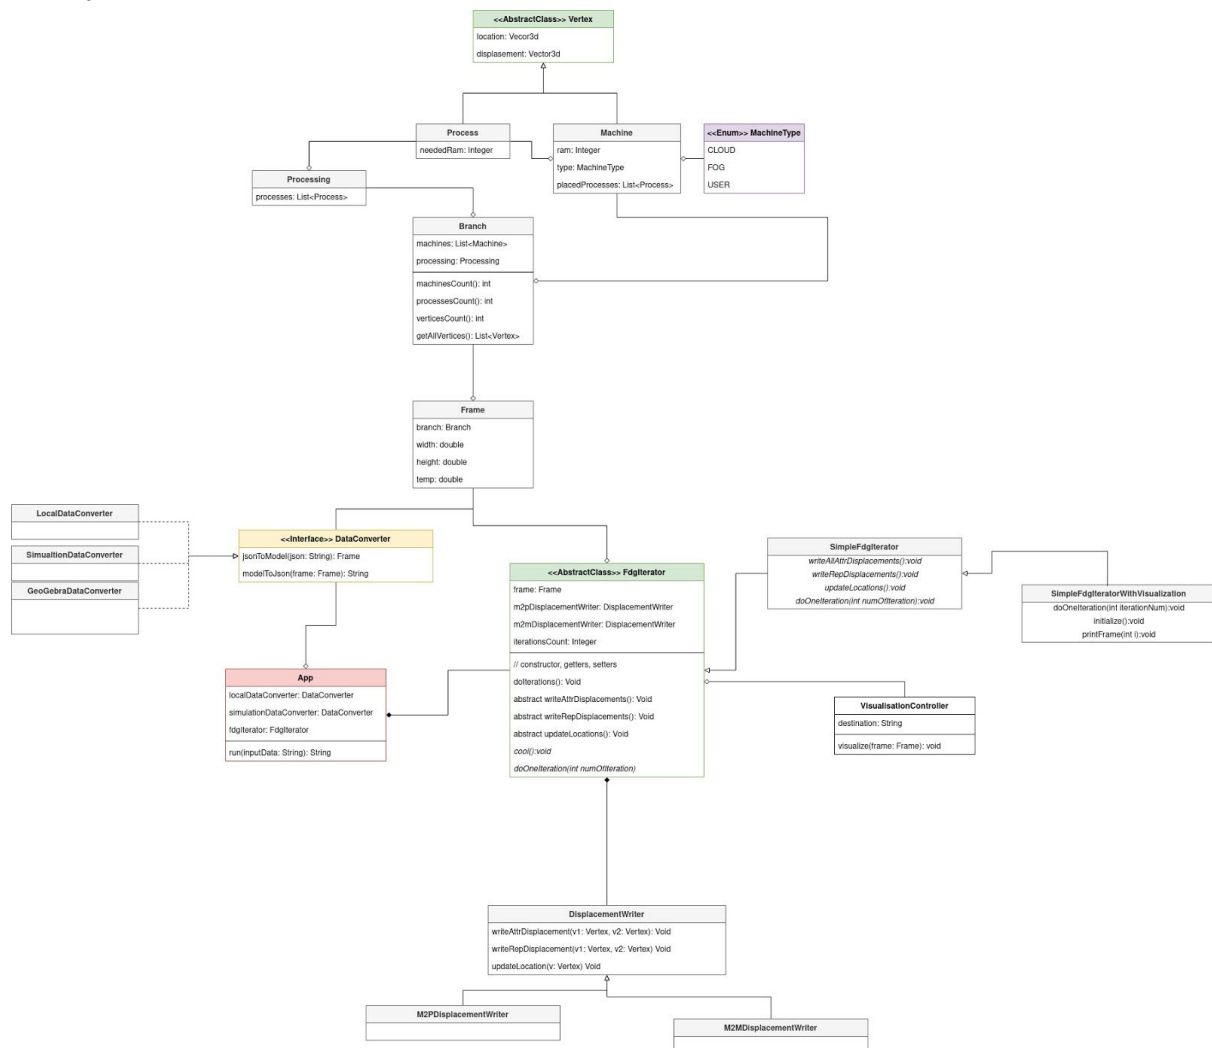 <<AbstractClass>> Vertex
location: Vecor3d
displasement: Vector3d
Process
neededRam: Integer
Machine
ram: Integer
type: MachineType
placedProcesses: List<Process>
<<Enum>> MachineType
CLOUD
FOG
USER
Processing
processes: List<Process>
Branch
machines: List<Machine>
processing: Processing
machinesCount(): int
processesCount(): int
verticesCount(): int
getAllVertices(): List<Vertex>
Frame
branch: Branch
width: double
height: double
temp: double
LocalDataConverter
SimualtionDataConverter
GeoGebraDataConverter
<<Interface>> DataConverter
jsonToModel(json: String): Frame
modelToJson(frame: Frame): String
<<AbstractClass>> FdgIterator
frame: Frame
m2pDisplacementWriter: DisplacementWriter
m2mDisplacementWriter: DisplacementWriter
iterationsCount: Integer
// constructor, getters, setters
doIterations(): Void
abstract writeAttrDisplacements(): Void
abstract writeRepDisplacements(): Void
abstract updateLocations(): Void
cool():void
doOneIteration(int numOfIteration)
SimpleFdgIterator
writeAllAttrDisplacements():void
writeRepDisplacements():void
updateLocations():void
doOneIteration(int numOfIteration):void
SimpleFdgIteratorWithVisualization
doOneIteration(int iterationNum):void
initialize():void
printFrame(int i):void
App
localDataConverter: DataConverter
simulationDataConverter: DataConverter
fdgIterator: FdgIterator
run(inputData: String): String
VisualisationController
destination: String
visualize(frame: Frame): void
DisplacementWriter
writeAttrDisplacement(v1: Vertex, v2: Vertex): Void
writeRepDisplacement(v1: Vertex, v2: Vertex) Void
updateLocation(v: Vertex) Void
M2PDisplacementWriter
M2MDisplacementWriter